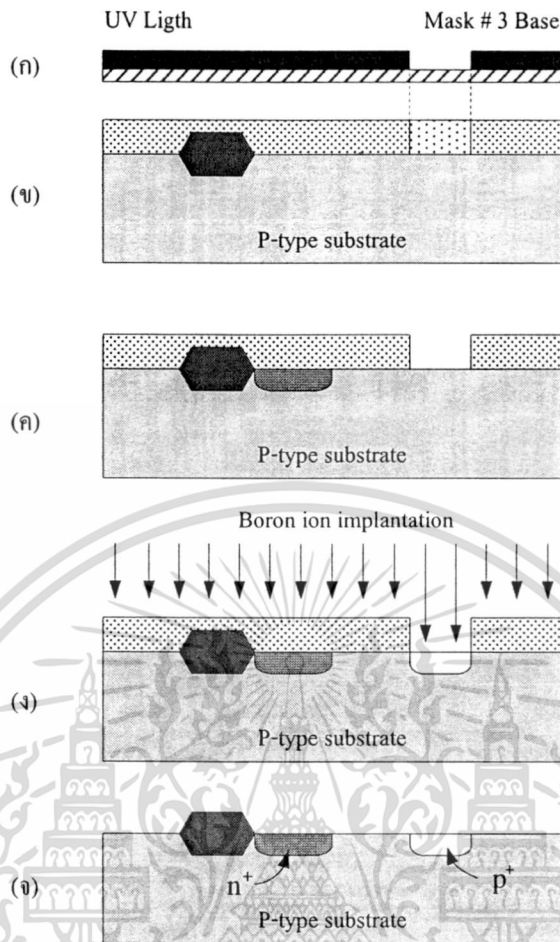 UV Ligth Mask # 3 Base
(ก)
(ข)
P-type substrate
(ค)
P-type substrate
Boron ion implantation
(ง)
P-type substrate
(จ)
n+ p+
P-type substrate